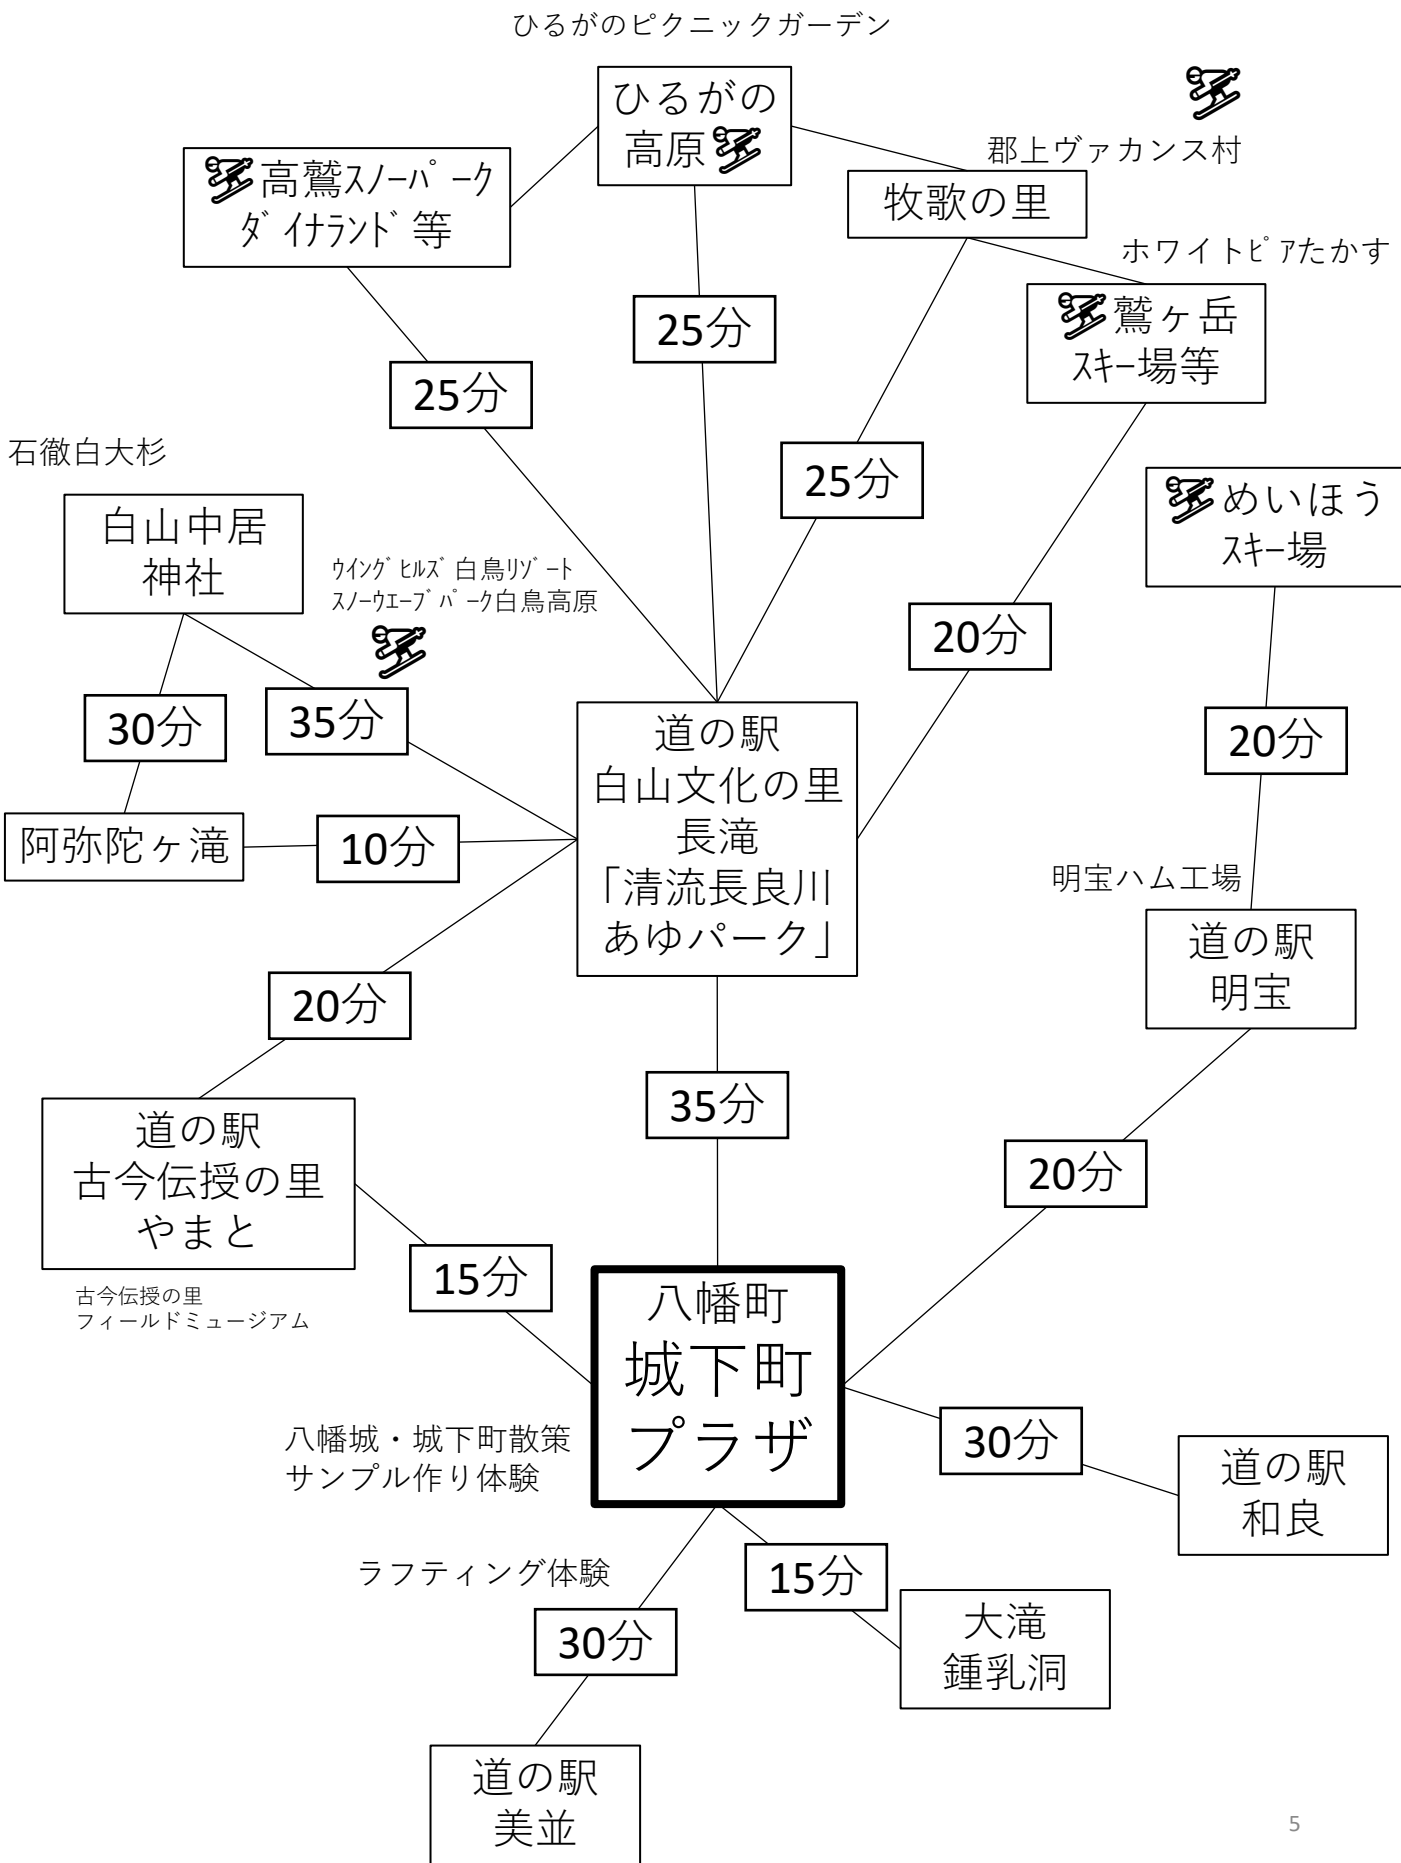 ひるがのピクニックガーデン
ひるがの
高原
郡上ヴァカンス村
高鷲ｽﾉｰﾊﾟｰｸ
ﾀﾞｲﾅﾗﾝﾄﾞ等
牧歌の里
ホワイトﾋﾟｱたかす
鷲ヶ岳
ｽｷｰ場等
25分
25分
25分
石徹白大杉
白山中居
神社
めいほう
ｽｷｰ場
ｳｲﾝｸﾞﾋﾙｽﾞ白鳥ﾘｿﾞｰﾄ
ｽﾉｰｳｴｰﾌﾞﾊﾟｰｸ白鳥高原
20分
30分
35分
20分
道の駅
白山文化の里
長滝
「清流長良川
あゆパーク」
阿弥陀ヶ滝
10分
明宝ハム工場
道の駅
明宝
20分
35分
道の駅
古今伝授の里
やまと
20分
15分
古今伝授の里
フィールドミュージアム
八幡町
城下町
プラザ
八幡城・城下町散策
サンプル作り体験
30分
道の駅
和良
ラフティング体験
15分
30分
大滝
鍾乳洞
道の駅
美並
5